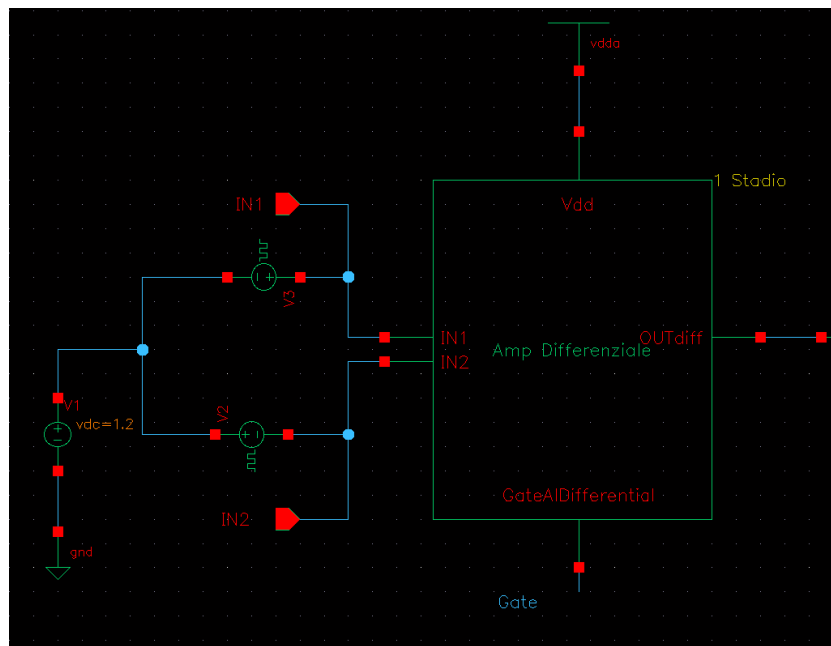 vdda
1 Stadio
Vdd
IN1
V3
IN1
OUTdiff
Amp Differenziale
IN2
V1
vdc=1.2
V2
GateAlDifferential
IN2
gnd
Gate